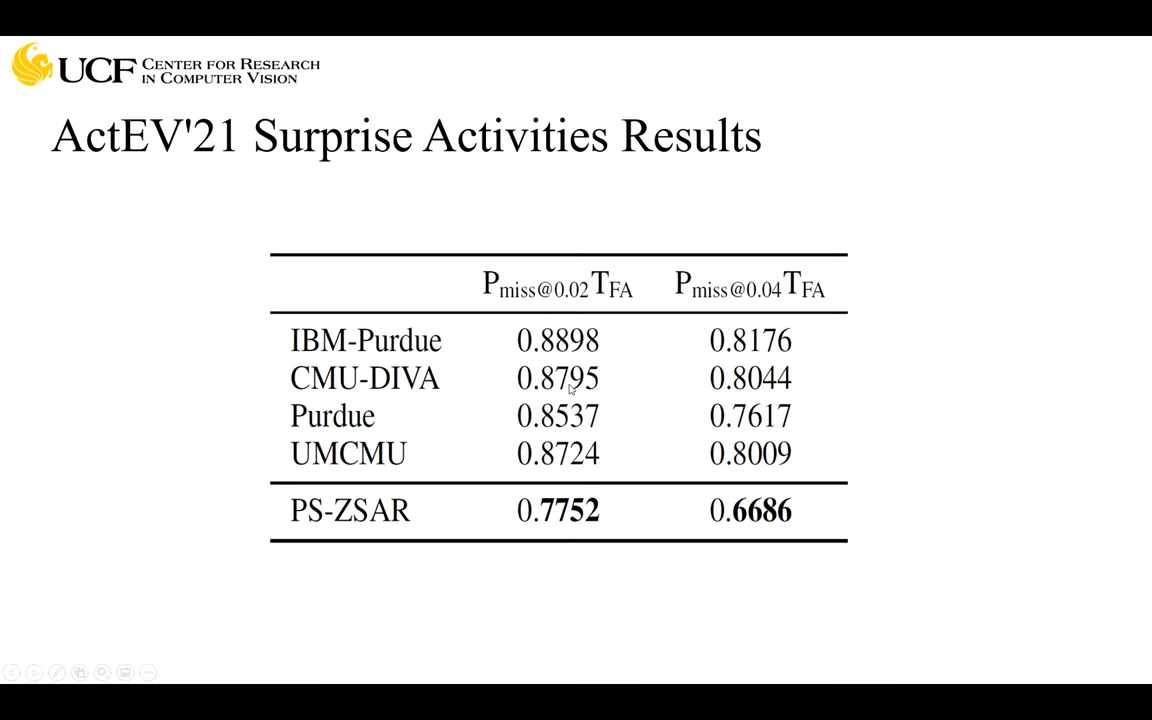 UCF CENTER FOR RESEARCH
IN COMPUTER VISION
ActEV'21 Surprise Activities Results
Pmiss@0.02TFA Pmiss@0.04TFA
IBM-Purdue 0.8898 0.8176
CMU-DIVA 0.8795 0.8044
Purdue 0.8537 0.7617
UMCMU 0.8724 0.8009
PS-ZSAR 0.7752 0.6686